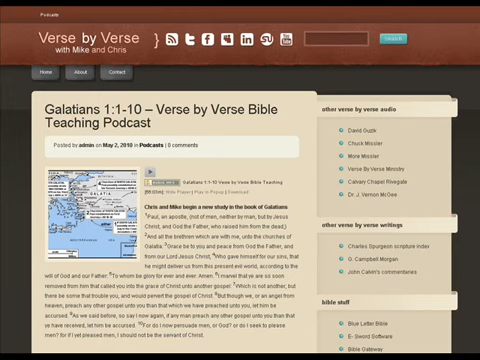 Podcasts
Verse by Verse
with Mike and Chris
Search
Home
About
Contact
Galatians 1:1-10 – Verse by Verse Bible
Teaching Podcast
Posted by admin on May 2, 2010 in Podcasts | 0 comments
Galatians 1:1-10 Verse by Verse Bible Teaching
Hide Player | Play in Popup | Download
Chris and Mike begin a new study in the book of Galatians
1Paul, an apostle, (not of men, neither by man, but by Jesus
Christ, and God the Father, who raised him from the dead;)
2And all the brethren which are with me, unto the churches of
Galatia: 3Grace be to you and peace from God the Father, and
from our Lord Jesus Christ, 4Who gave himself for our sins, that
he might deliver us from this present evil world, according to the
will of God and our Father: 5To whom be glory for ever and ever. Amen. 6I marvel that ye are so soon
removed from him that called you into the grace of Christ unto another gospel: 7Which is not another; but
there be some that trouble you, and would pervert the gospel of Christ. 8But though we, or an angel from
heaven, preach any other gospel unto you than that which we have preached unto you, let him be
accursed. 9As we said before, so say I now again, if any man preach any other gospel unto you than that
ye have received, let him be accursed. 10For do I now persuade men, or God? or do I seek to please
men? for if I yet pleased men, I should not be the servant of Christ.
other verse by verse audio
David Guzik
Chuck Missler
More Missler
Verse By Verse Ministry
Calvary Chapel Rivegate
Dr. J. Vernon McGee
other verse by verse writings
Charles Spurgeon scripture index
G. Campbell Morgan
John Calvin's commentaries
bible stuff
Blue Letter Bible
E- Sword Software
Bible Gateway